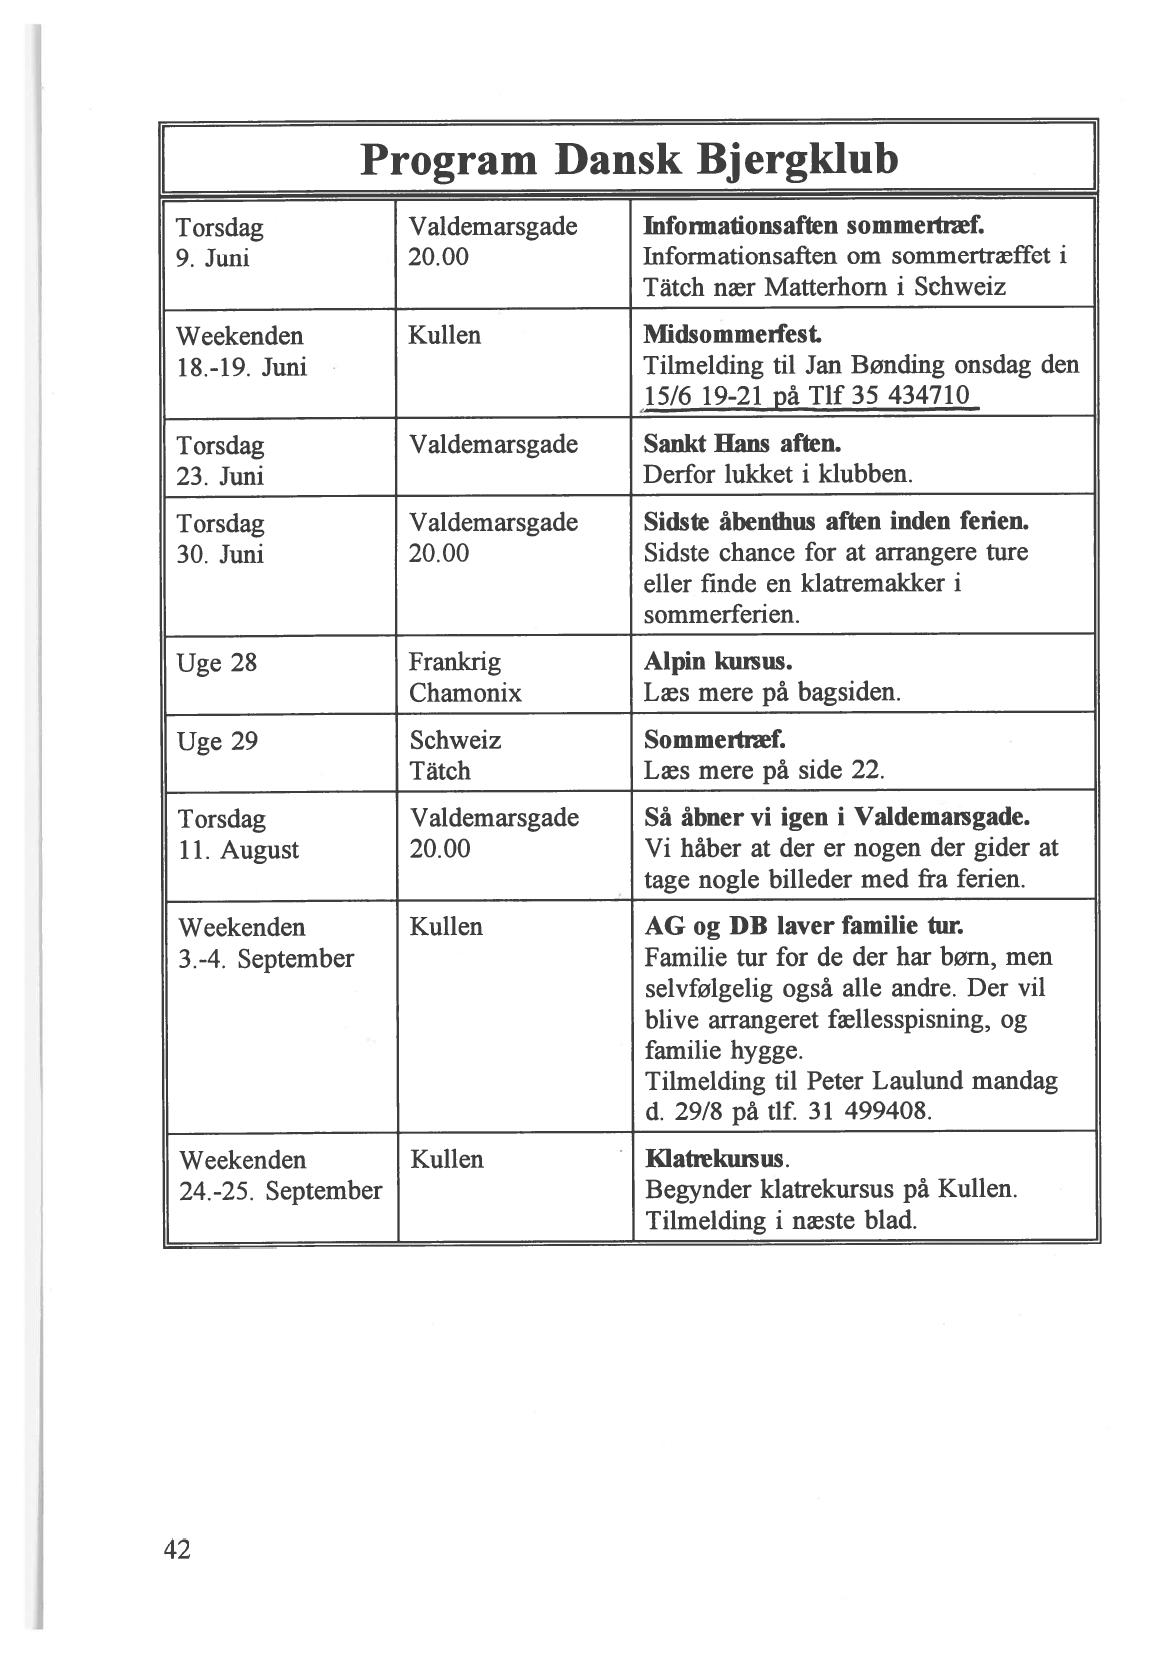 Program Dansk Bjergklub
Torsdag
9. Juni
Valdemarsgade
20.00
Informationsaften sommertræf.
Informationsaften om sommertræffet i
Tätch nær Matterhorn i Schweiz
Weekenden
18.-19. Juni
Kullen
Midsommerfest.
Tilmelding til Jan Bønding onsdag den
15/6 19-21 på Tlf 35 434710
Torsdag
23. Juni
Valdemarsgade
Sankt Hans aften.
Derfor lukket i klubben.
Torsdag
30. Juni
Valdemarsgade
20.00
Sidste åbenthus aften inden ferien.
Sidste chance for at arrangere ture
eller finde en klatremakker i
sommerferien.
Uge 28
Frankrig
Chamonix
Alpin kursus.
Læs mere på bagsiden.
Uge 29
Schweiz
Tätch
Sommertræf.
Læs mere på side 22.
Torsdag
11. August
Valdemarsgade
20.00
Så åbner vi igen i Valdemarsgade.
Vi håber at der er nogen der gider at
tage nogle billeder med fra ferien.
Weekenden
3.-4. September
Kullen
AG og DB laver familie tur.
Familie tur for de der har børn, men
selvfølgelig også alle andre. Der vil
blive arrangeret fællesspisning, og
familie hygge.
Tilmelding til Peter Laulund mandag
d. 29/8 på tlf. 31 499408.
Weekenden
24.-25. September
Kullen
Klatrekursus.
Begynder klatrekursus på Kullen.
Tilmelding i næste blad.
42